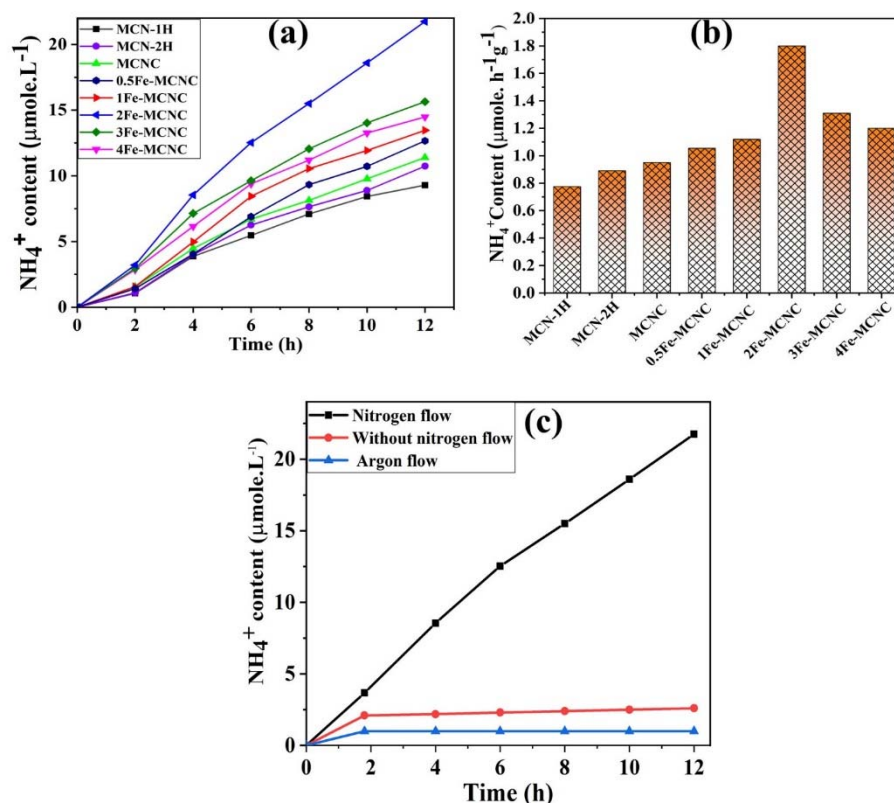 (a)
MCN-1H
MCN-2H
MCNC
0.5Fe-MCNC
1Fe-MCNC
2Fe-MCNC
3Fe-MCNC
4Fe-MCNC
NH₄⁺ content (µmole.L⁻¹)
20
15
10
5
0
0 2 4 6 8 10 12
Time (h)
(b)
NH₄⁺Content (µmole. h⁻¹g⁻¹)
2.0
1.8
1.6
1.4
1.2
1.0
0.8
0.6
0.4
0.2
0.0
MCN-1H
MCN-2H
MCNC
0.5Fe-MCNC
1Fe-MCNC
2Fe-MCNC
3Fe-MCNC
4Fe-MCNC
(c)
Nitrogen flow
Without nitrogen flow
Argon flow
NH₄⁺ content (µmole.L⁻¹)
20
15
10
5
0
0 2 4 6 8 10 12
Time (h)